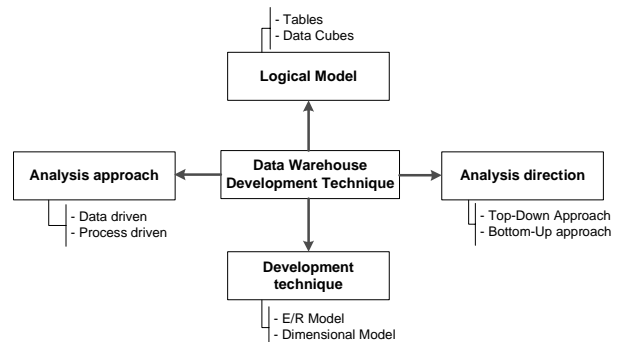 - Tables
- Data Cubes
Logical Model
Analysis approach
- Data driven
- Process driven
Data Warehouse
Development Technique
Analysis direction
- Top-Down Approach
- Bottom-Up approach
Development
technique
- E/R Model
- Dimensional Model